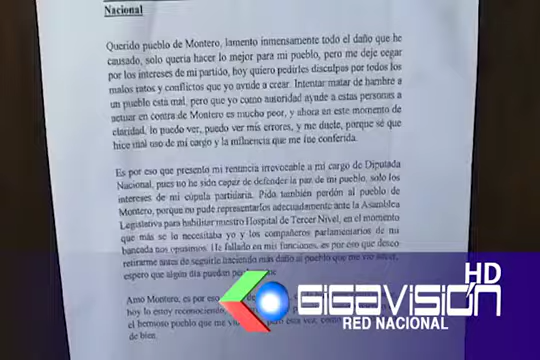 Nacional
Querido pueblo de Montero, lamento inmensamente todo el daño que he
causado, solo quería hacer lo mejor para mi pueblo, pero me deje cegar
por los intereses de mi partido, hoy quiero pedirles disculpas por todos los
malos ratos y conflictos que yo ayude a crear. Intentar matar de hambre a
un pueblo está mal, pero que yo como autoridad ayude a estas personas a
actuar en contra de Montero es mucho peor, y ahora en este momento de
claridad, lo puedo ver, puedo ver mis errores, y me duele, porque sé que
hice mal uso de mi cargo y la influencia que me fue conferida.
Es por eso que presento mi renuncia irrevocable a mi cargo de Diputada
Nacional, pues no he sido capaz de defender la paz de mi pueblo, solo los
intereses de mi cúpula partidaria. Pido también perdón al pueblo de
Montero, porque no pude representarlos adecuadamente ante la Asamblea
Legislativa para habilitar nuestro Hospital de Tercer Nivel, en el momento
que más se lo necesitaba yo y los compañeros parlamentarios de mi
bancada nos opusimos. He fallado en mis funciones, es por eso que deseo
retirarme antes de seguirle haciendo más daño al pueblo que me vio nacer,
espero que algún día puedan
Amo Montero, es por eso
hoy lo estoy reconociendo,
el hermoso pueblo que me
de bien.
GIGAVISIÓN HD
RED NACIONAL